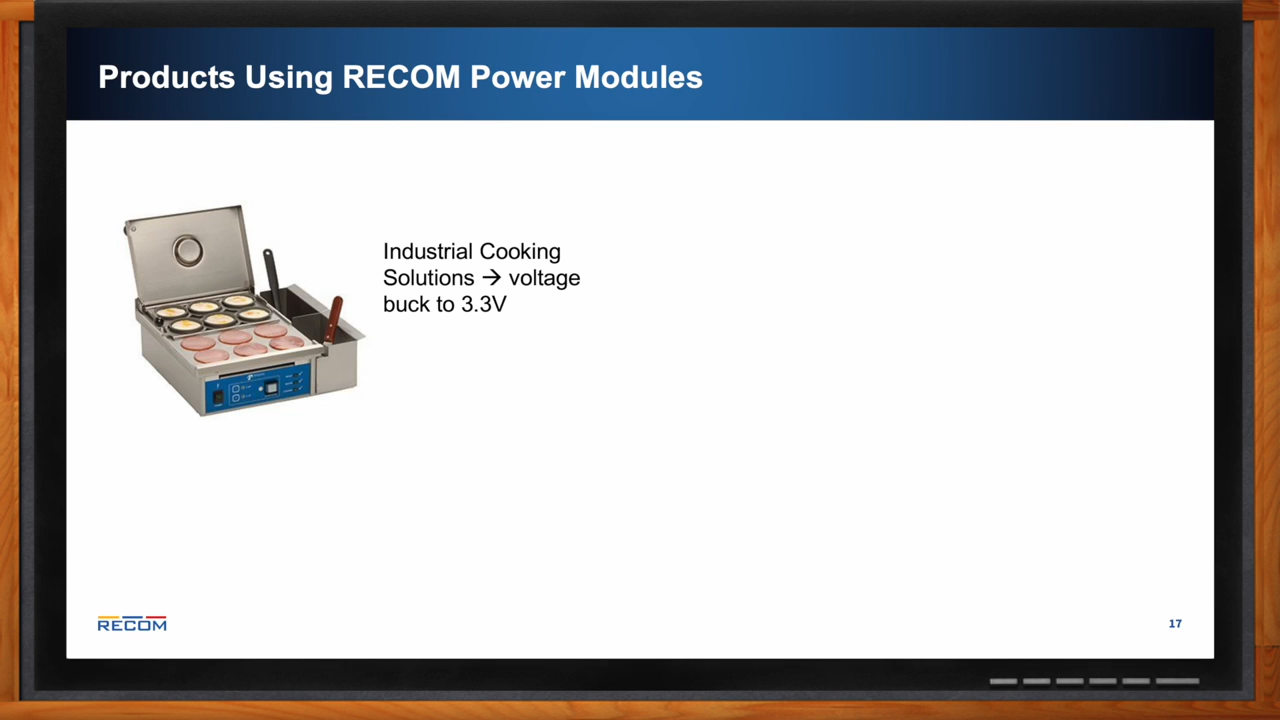 Products Using RECOM Power Modules
Industrial Cooking
Solutions → voltage
buck to 3.3V
RECOM
17